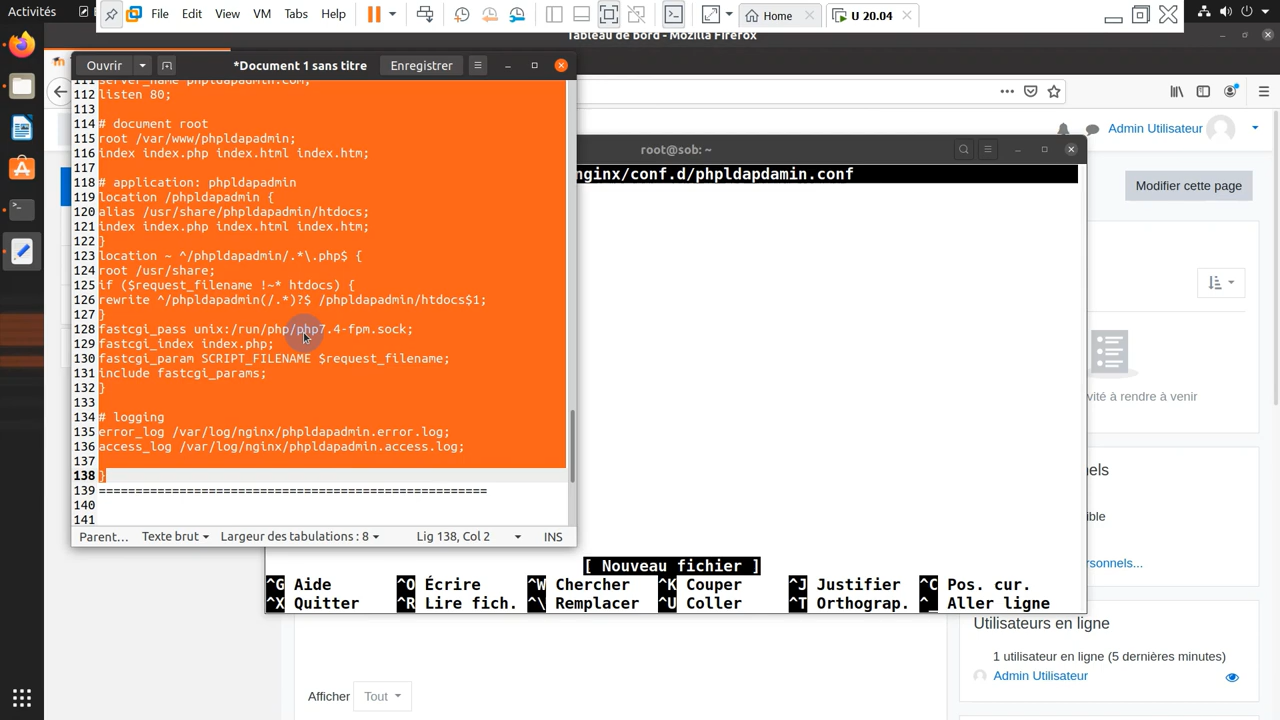 Activités
File Edit View VM Tabs Help
Home
U 20.04
Tableau de bord - Mozilla Firefox
Ouvrir
*Document 1 sans titre
Enregistrer
111 server_name phpldapadmin.com;
112 listen 80;
113
114 # document root
115 root /var/www/phpldapadmin;
116 index index.php index.html index.htm;
117
118 # application: phpldapadmin
119 location /phpldapadmin {
120 alias /usr/share/phpldapadmin/htdocs;
121 index index.php index.html index.htm;
122 }
123 location ~ ^/phpldapadmin/.*\.php$ {
124 root /usr/share;
125 if ($request_filename !~* htdocs) {
126 rewrite ^/phpldapadmin(/.*)?$ /phpldapadmin/htdocs$1;
127 }
128 fastcgi_pass unix:/run/php/php7.4-fpm.sock;
129 fastcgi_index index.php;
130 fastcgi_param SCRIPT_FILENAME $request_filename;
131 include fastcgi_params;
132 }
133
134 # logging
135 error_log /var/log/nginx/phpldapadmin.error.log;
136 access_log /var/log/nginx/phpldapadmin.access.log;
137
138 }
139 =====================================================
140
141
Parent... Texte brut Largeur des tabulations : 8 Lig 138, Col 2 INS
root@sob: ~
nginx/conf.d/phpldapdamin.conf
[ Nouveau fichier ]
^G Aide ^O Écrire ^W Chercher ^K Couper ^J Justifier ^C Pos. cur.
^X Quitter ^R Lire fich. ^\ Remplacer ^U Coller ^T Orthograp. ^_ Aller ligne
Admin Utilisateur
Modifier cette page
vité à rendre à venir
nels
ible
rsonnels...
Utilisateurs en ligne
1 utilisateur en ligne (5 dernières minutes)
Admin Utilisateur
Afficher Tout